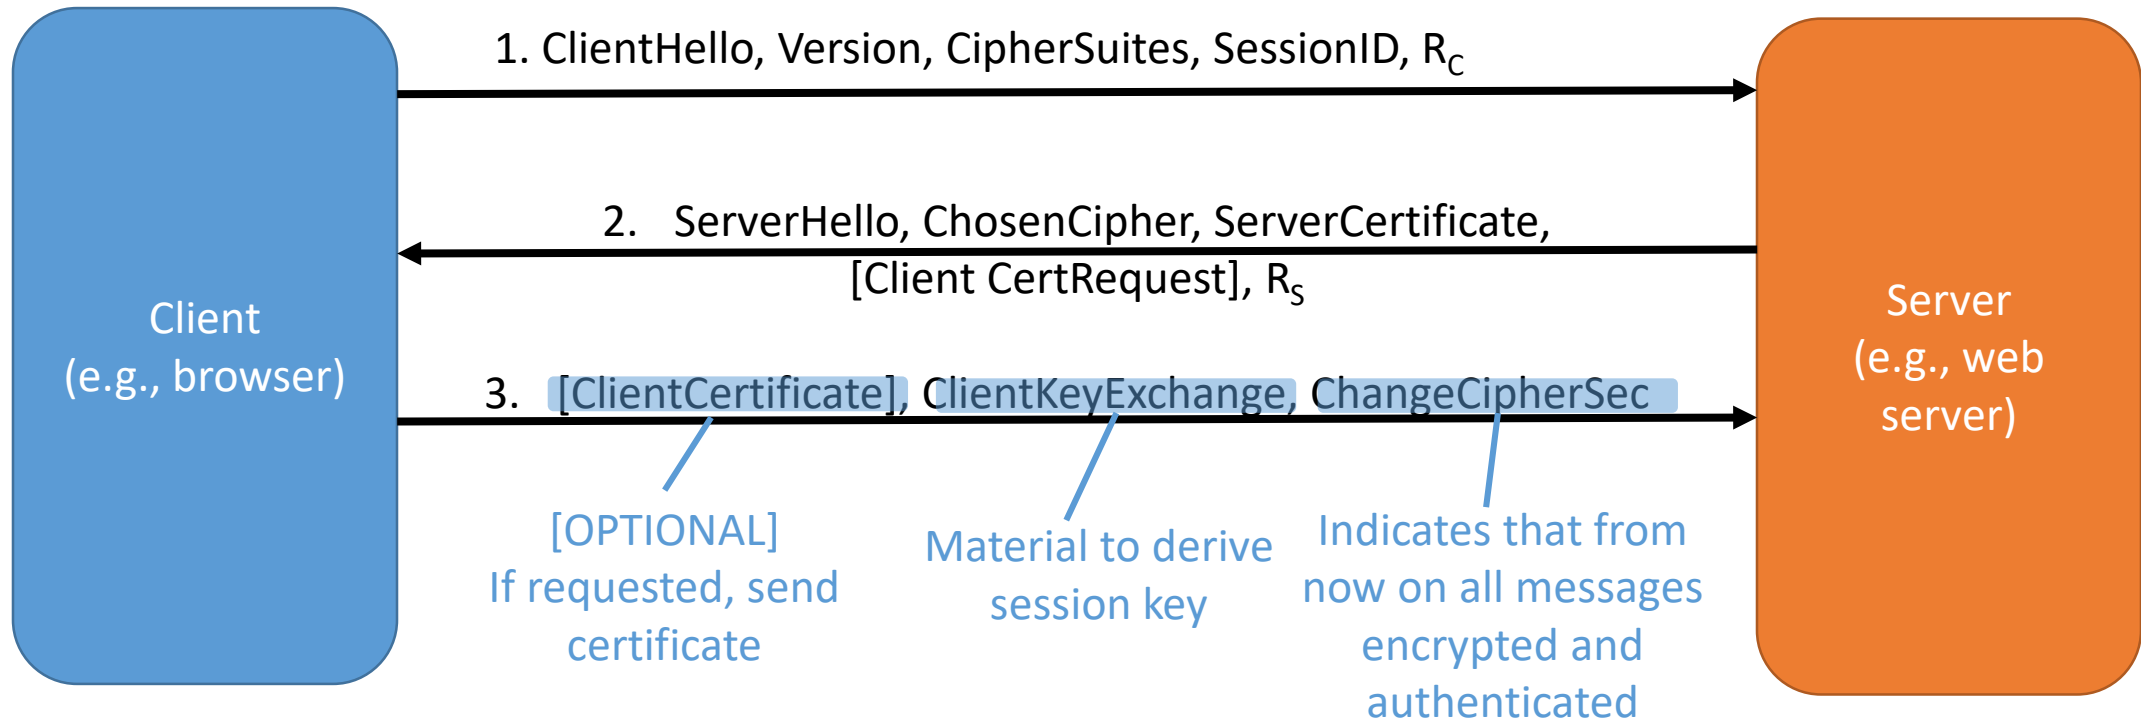 1. ClientHello, Version, CipherSuites, SessionID, R_C
2. ServerHello, ChosenCipher, ServerCertificate,
[Client CertRequest], R_S
Client
(e.g., browser)
Server
(e.g., web
server)
3. [ClientCertificate], ClientKeyExchange, ChangeCipherSec
[OPTIONAL]
If requested, send
certificate
Material to derive
session key
Indicates that from
now on all messages
encrypted and
authenticated